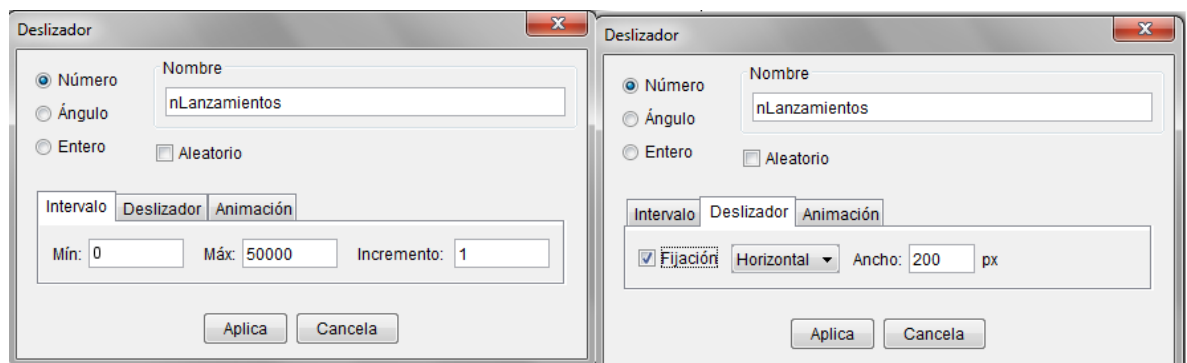 Deslizador
Número
Nombre
nLanzamientos
Ángulo
Entero
Aleatorio
Intervalo Deslizador Animación
Mín: 0 Máx: 50000 Incremento: 1
Aplica Cancela
Deslizador
Número
Nombre
nLanzamientos
Ángulo
Entero
Aleatorio
Intervalo Deslizador Animación
Fijación Horizontal Ancho: 200 px
Aplica Cancela